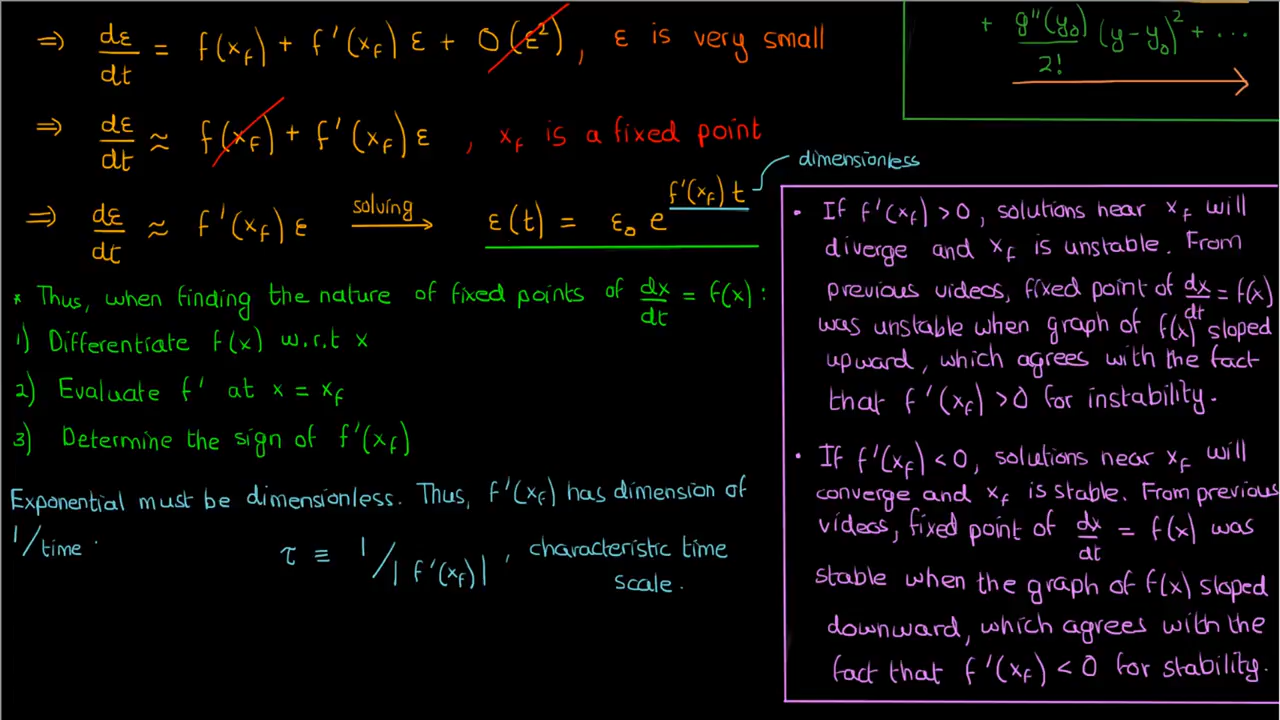 ⇒ dε/dt = f(x_F) + f'(x_F) ε + O(ε²), ε is very small
+ g''(y₀)/2! (y-y₀)² + ...
⇒ dε/dt ≈ f(x_F) + f'(x_F) ε , x_F is a fixed point
dimensionless
⇒ dε/dt ≈ f'(x_F) ε solving → ε(t) = ε₀ e^{f'(x_F) t}
* Thus, when finding the nature of fixed points of dx/dt = f(x) :
1) Differentiate f(x) w.r.t x
2) Evaluate f' at x = x_F
3) Determine the sign of f'(x_F)
Exponential must be dimensionless. Thus, f'(x_F) has dimension of
1/time .
τ ≡ 1/|f'(x_F)| , characteristic time
scale .
• If f'(x_F) > 0, solutions near x_F will
diverge and x_F is unstable. From
previous videos, fixed point of dx/dt = f(x)
was unstable when graph of f(x) sloped
upward, which agrees with the fact
that f'(x_F) > 0 for instability.
• If f'(x_F) < 0, solutions near x_F will
converge and x_F is stable. From previous
videos, fixed point of dx/dt = f(x) was
stable when the graph of f(x) sloped
downward, which agrees with the
fact that f'(x_F) < 0 for stability.